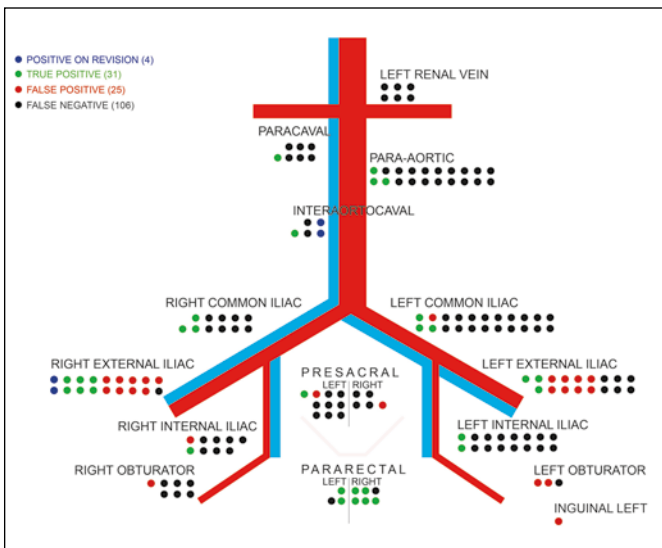 POSITIVE ON REVISION (4)
TRUE POSITIVE (31)
FALSE POSITIVE (25)
FALSE NEGATIVE (106)
LEFT RENAL VEIN
PARACAVAL
PARA-AORTIC
INTERAORTOCAVAL
RIGHT COMMON ILIAC
LEFT COMMON ILIAC
RIGHT EXTERNAL ILIAC
PRESACRAL
LEFT RIGHT
LEFT EXTERNAL ILIAC
RIGHT INTERNAL ILIAC
LEFT INTERNAL ILIAC
RIGHT OBTURATOR
PARARECTAL
LEFT RIGHT
LEFT OBTURATOR
INGUINAL LEFT